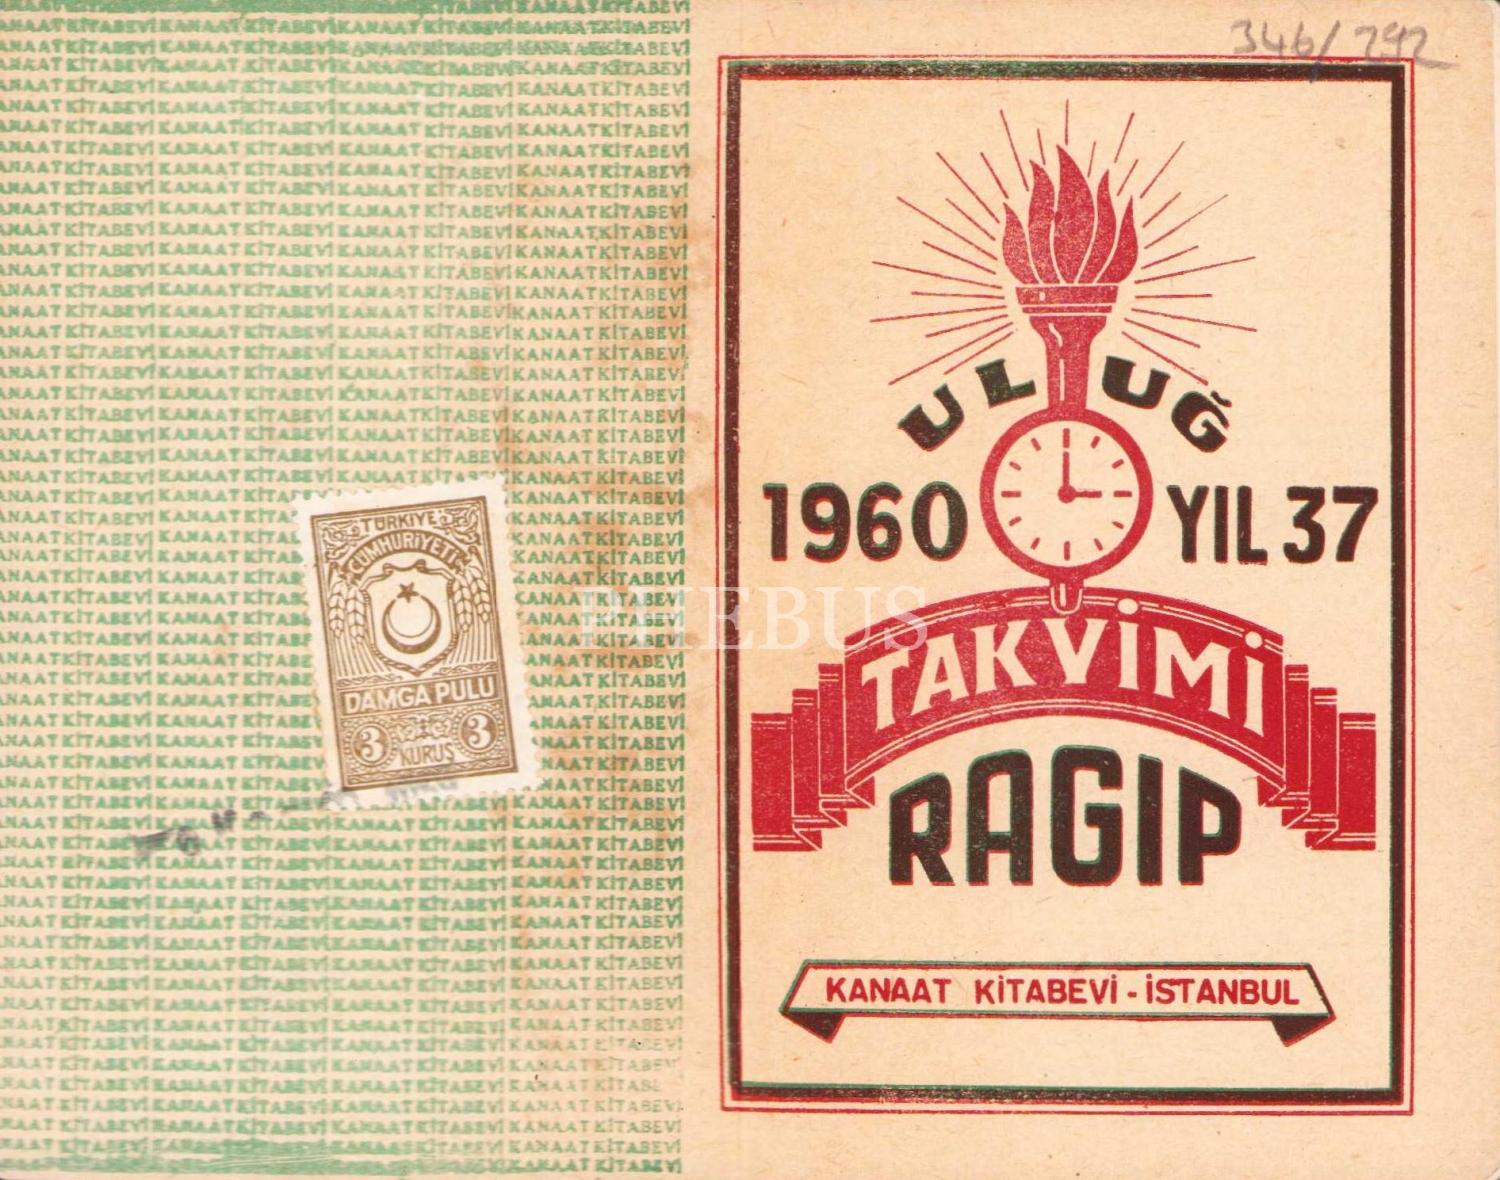 KANAAT KİTABEVİ KANAAT KİTABEVİ KANAAT KİTABEVİ KANAAT KİTABEVİ
TÜRKİYE
CUMHURİYETİ
DAMGA PULU
3 KURUŞ 3
346/292
ULUĞ
1960 YIL 37
TAKVİMİ
RAGIP
KANAAT KİTABEVİ - İSTANBUL
PHEBUS